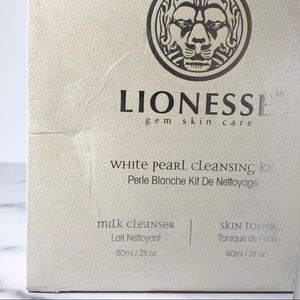 LIONESSE
gem skin care
WHITE PEARL CLEANSING KIT
Perle Blanche Kit De Nettoyage
MILK CLEANSER
Lait Nettoyant
60ml / 2fl oz
SKIN TONER
Tonique de Peau
60ml / 2fl oz